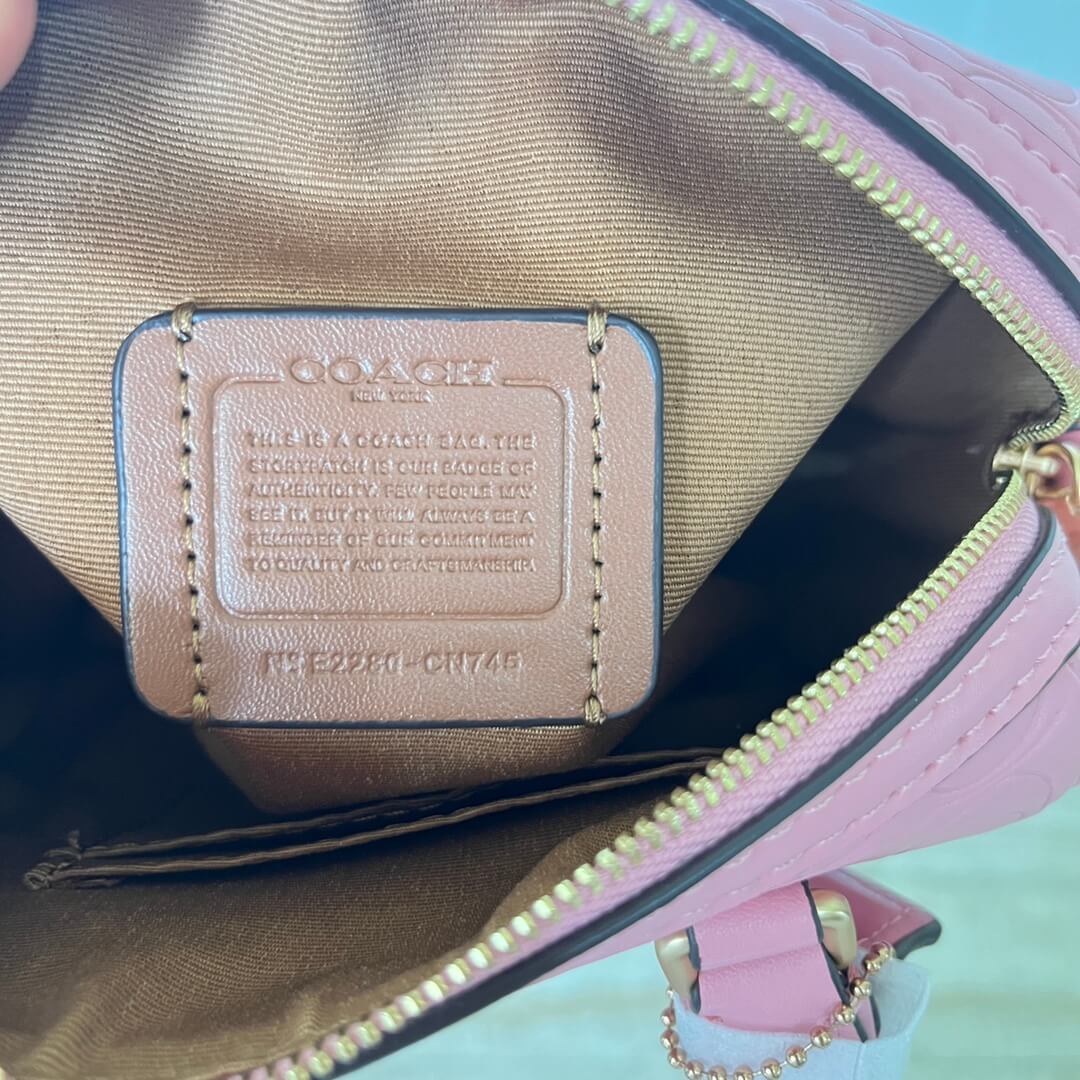 COACH
NEW YORK
THIS IS A COACH BAG. THE
STORYPATCH IS OUR BADGE OF
AUTHENTICITY. FEW PEOPLE MAY
SEE IT, BUT IT WILL ALWAYS BE A
REMINDER OF OUR COMMITMENT
TO QUALITY AND CRAFTSMANSHIP.
Nº E2280-CN745